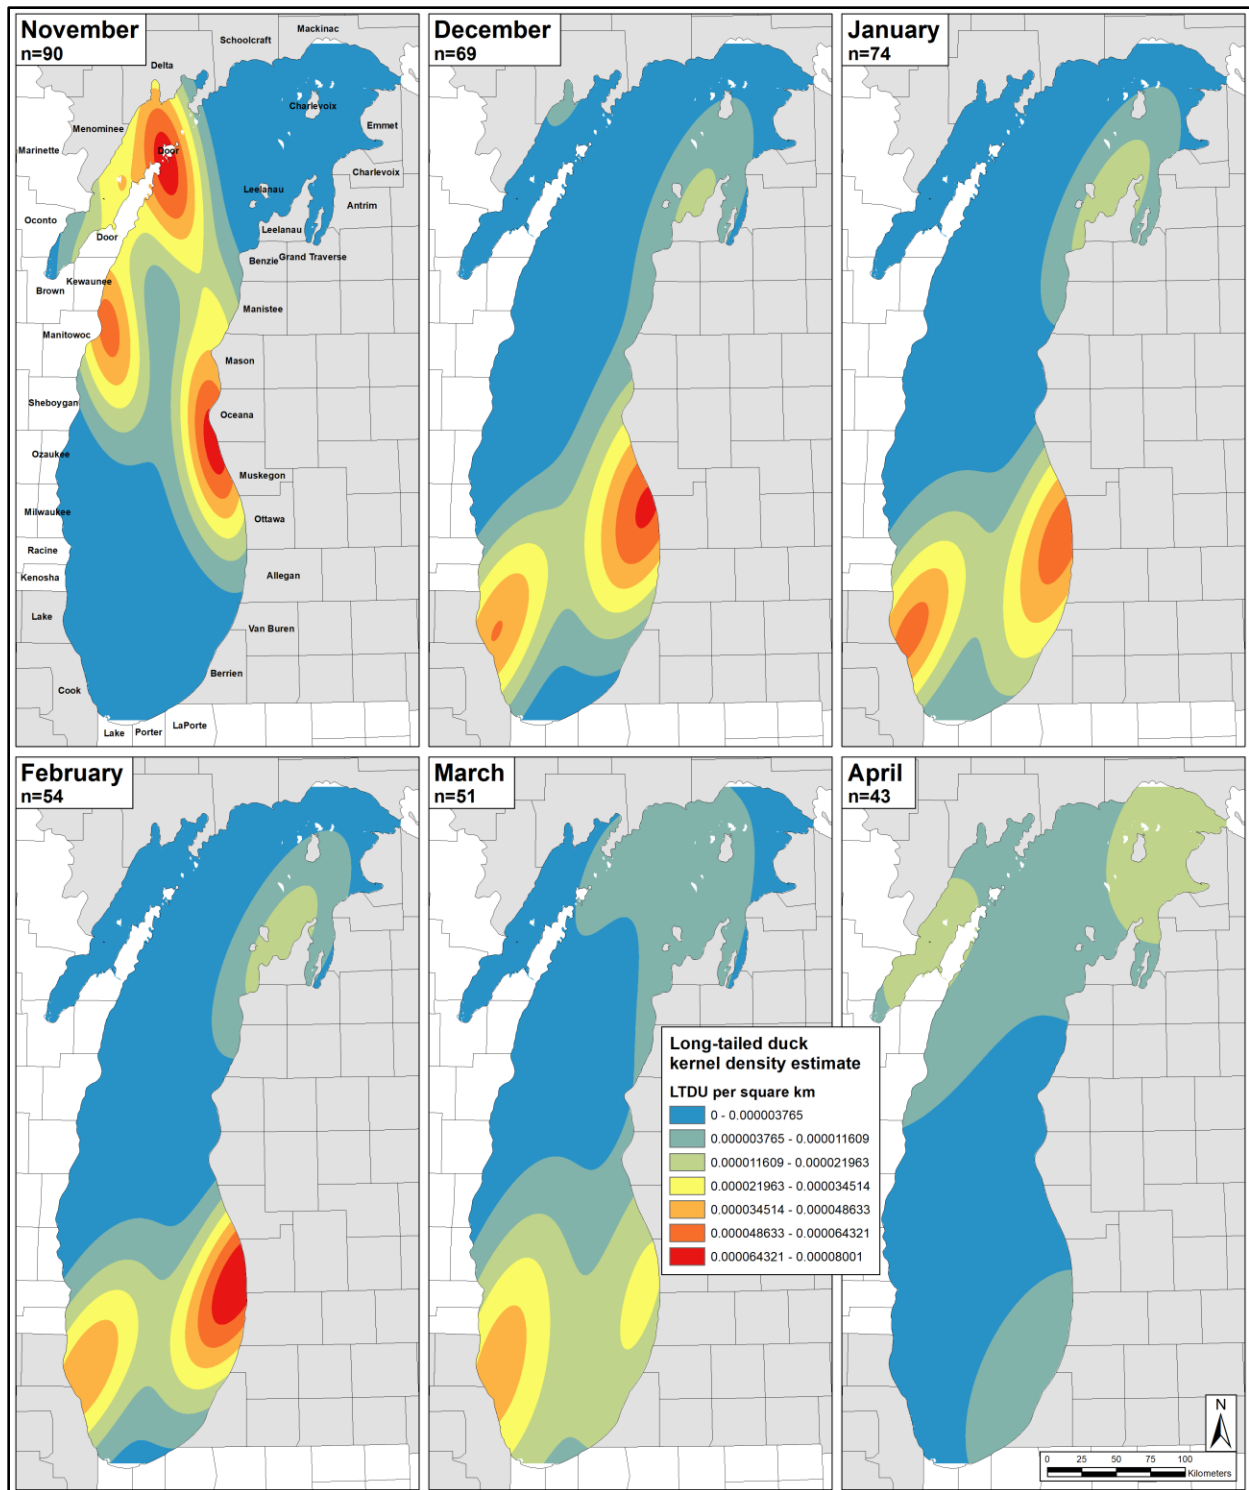 November
n=90
Mackinac
Schoolcraft
Delta
Charlevoix
Menominee
Emmet
Marinette
Door
Charlevoix
Leelanau
Antrim
Oconto
Leelanau
Door
Benzie
Grand Traverse
Kewaunee
Brown
Manistee
Manitowoc
Mason
Sheboygan
Oceana
Ozaukee
Muskegon
Milwaukee
Ottawa
Racine
Kenosha
Allegan
Lake
Van Buren
Berrien
Cook
LaPorte
Lake
Porter
December
n=69
January
n=74
February
n=54
March
n=51
April
n=43
Long-tailed duck
kernel density estimate
LTDU per square km
0 - 0.000003765
0.000003765 - 0.000011609
0.000011609 - 0.000021963
0.000021963 - 0.000034514
0.000034514 - 0.000048633
0.000048633 - 0.000064321
0.000064321 - 0.00008001
N
0 25 50 75 100
Kilometers